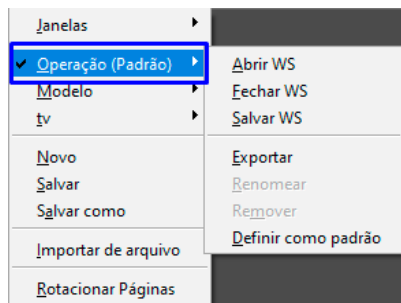 Janelas
Operação (Padrão)
Modelo
tv
Novo
Salvar
Salvar como
Importar de arquivo
Rotacionar Páginas
Abrir WS
Fechar WS
Salvar WS
Exportar
Renomear
Remover
Definir como padrão